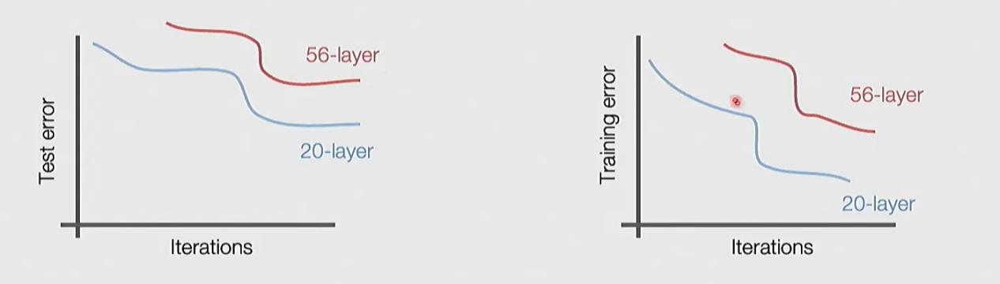 Test error
56-layer
20-layer
Iterations
Training error
56-layer
20-layer
Iterations